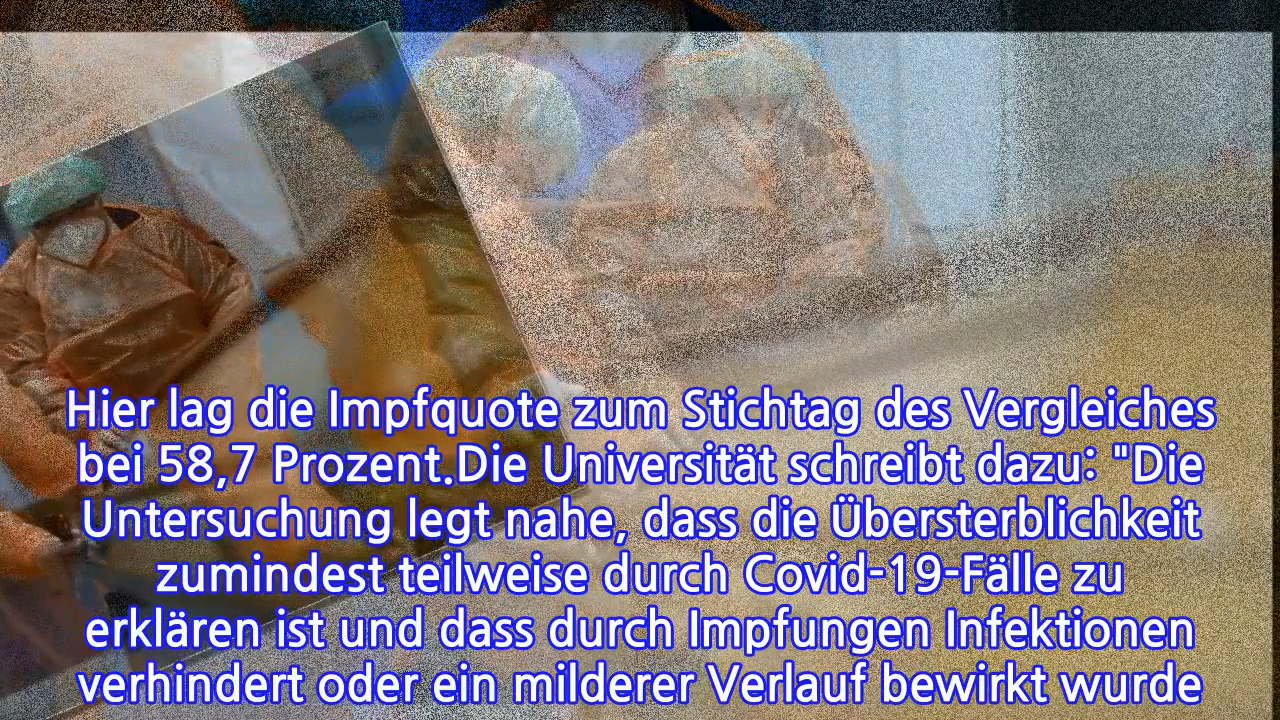 Hier lag die Impfquote zum Stichtag des Vergleiches
bei 58,7 Prozent.Die Universität schreibt dazu: "Die
Untersuchung legt nahe, dass die Übersterblichkeit
zumindest teilweise durch Covid-19-Fälle zu
erklären ist und dass durch Impfungen Infektionen
verhindert oder ein milderer Verlauf bewirkt wurde